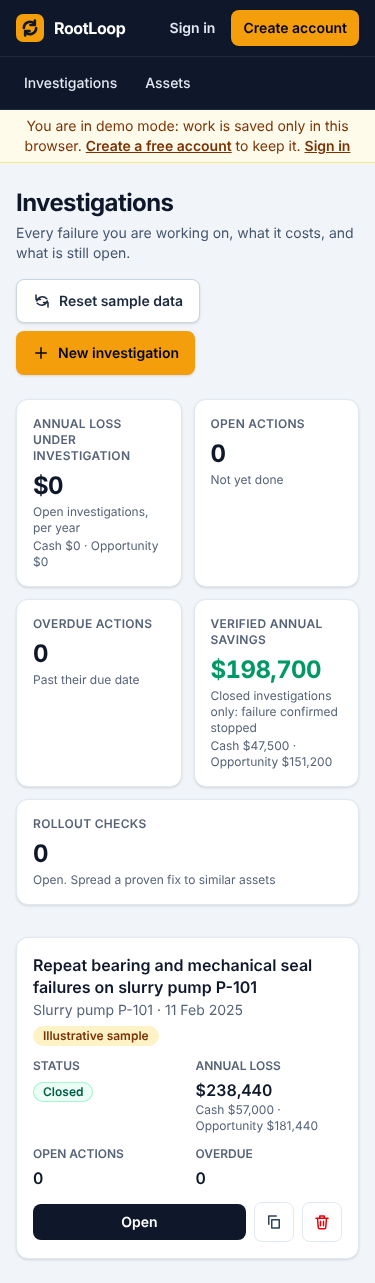 RootLoop
Sign in
Create account
Investigations
Assets
You are in demo mode: work is saved only in this
browser. Create a free account to keep it. Sign in
Investigations
Every failure you are working on, what it costs, and
what is still open.
Reset sample data
New investigation
ANNUAL LOSS
UNDER
INVESTIGATION
$0
Open investigations,
per year
Cash $0 · Opportunity
$0
OPEN ACTIONS
0
Not yet done
OVERDUE ACTIONS
0
Past their due date
VERIFIED ANNUAL
SAVINGS
$198,700
Closed investigations
only: failure confirmed
stopped
Cash $47,500 ·
Opportunity $151,200
ROLLOUT CHECKS
0
Open. Spread a proven fix to similar assets
Repeat bearing and mechanical seal
failures on slurry pump P-101
Slurry pump P-101 · 11 Feb 2025
Illustrative sample
STATUS
Closed
ANNUAL LOSS
$238,440
Cash $57,000 ·
Opportunity $181,440
OPEN ACTIONS
0
OVERDUE
0
Open